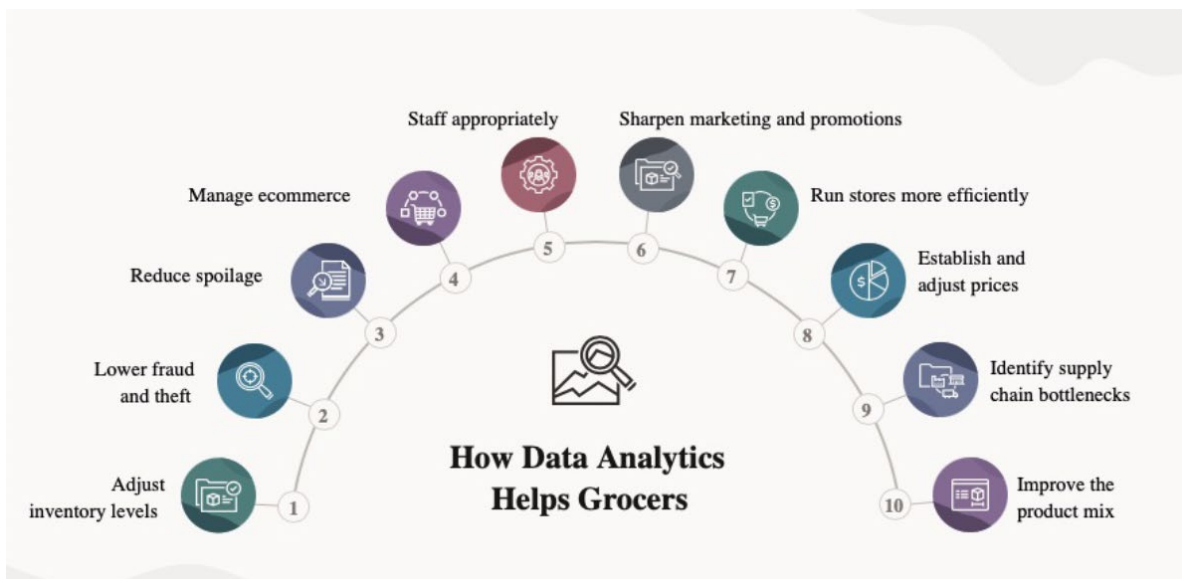 Adjust
inventory levels
1
Lower fraud
and theft
2
Reduce spoilage
3
Manage ecommerce
4
Staff appropriately
5
Sharpen marketing and promotions
6
Run stores more efficiently
7
Establish and
adjust prices
8
Identify supply
chain bottlenecks
9
Improve the
product mix
10
How Data Analytics
Helps Grocers